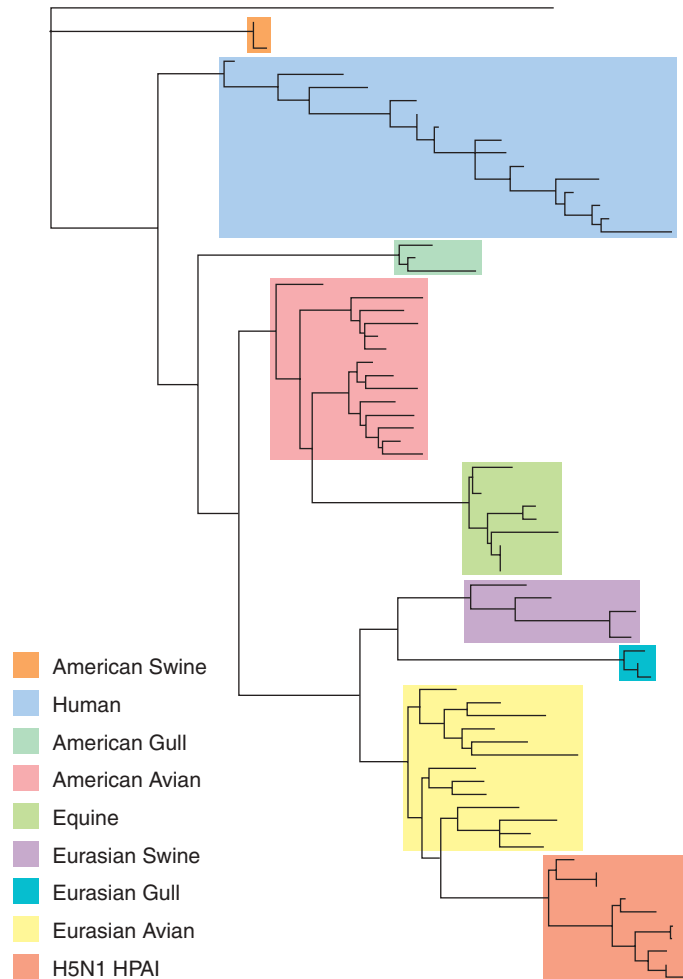 American Swine
Human
American Gull
American Avian
Equine
Eurasian Swine
Eurasian Gull
Eurasian Avian
H5N1 HPAI